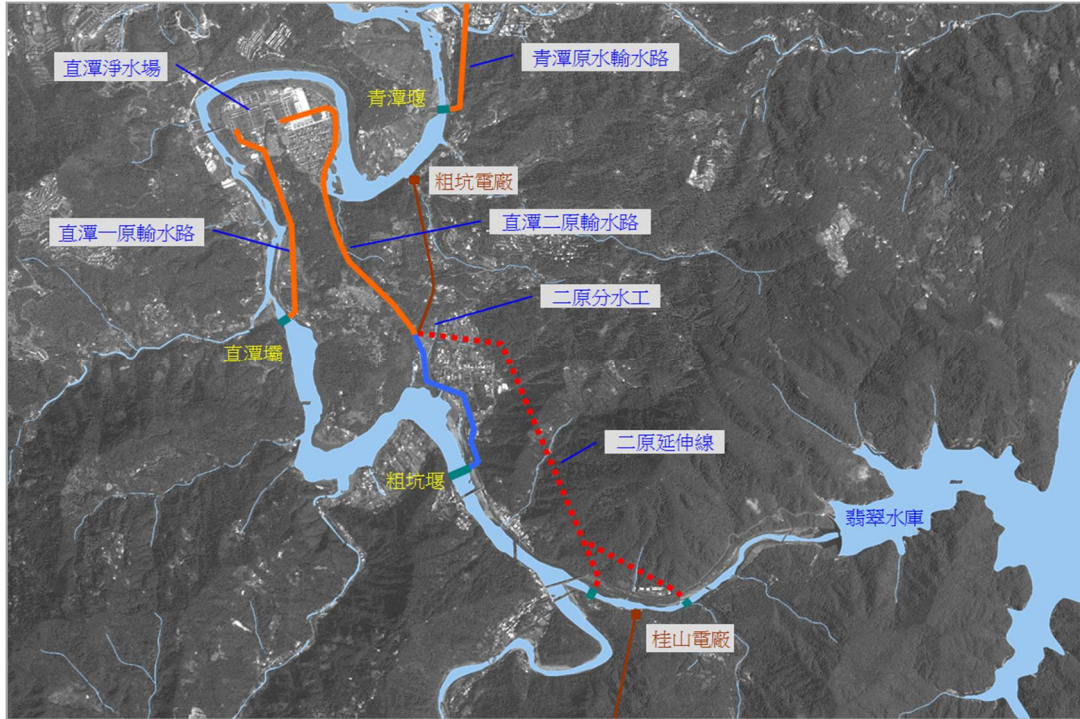 青潭原水輸水路
直潭淨水場
青潭堰
粗坑電廠
直潭一原輸水路
直潭二原輸水路
二原分水工
直潭壩
二原延伸線
粗坑堰
翡翠水庫
桂山電廠